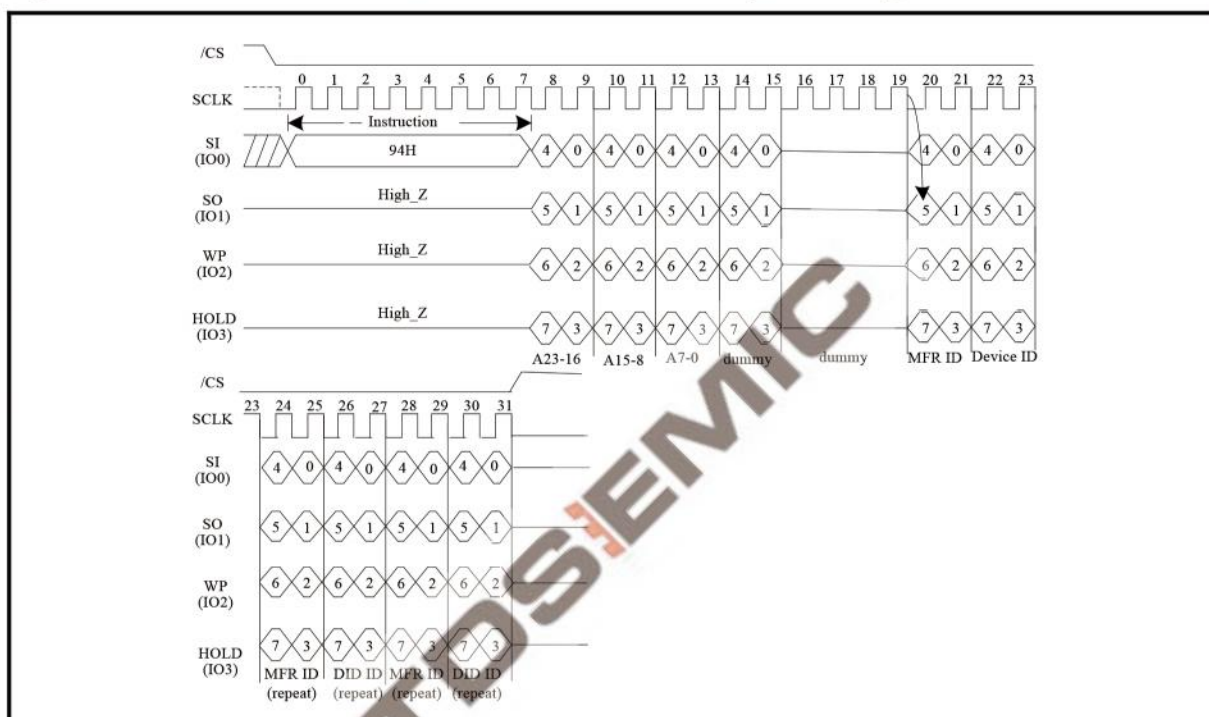 /CS
0 1 2 3 4 5 6 7 8 9 10 11 12 13 14 15 16 17 18 19 20 21 22 23
SCLK
Instruction
SI
(IO0)
94H
4 0 4 0 4 0 4 0 4 0 4 0
SO
(IO1)
High_Z
5 1 5 1 5 1 5 1 5 1 5 1
WP
(IO2)
High_Z
6 2 6 2 6 2 6 2 6 2 6 2
HOLD
(IO3)
High_Z
7 3 7 3 7 3 7 3 7 3 7 3
A23-16 A15-8 A7-0 dummy dummy MFR ID Device ID
/CS
23 24 25 26 27 28 29 30 31
SCLK
SI
(IO0)
4 0 4 0 4 0 4 0
SO
(IO1)
5 1 5 1 5 1 5 1
WP
(IO2)
6 2 6 2 6 2 6 2
HOLD
(IO3)
7 3 7 3 7 3 7 3
MFR ID DID ID MFR ID DID ID
(repeat) (repeat) (repeat) (repeat)
TDSEMIC